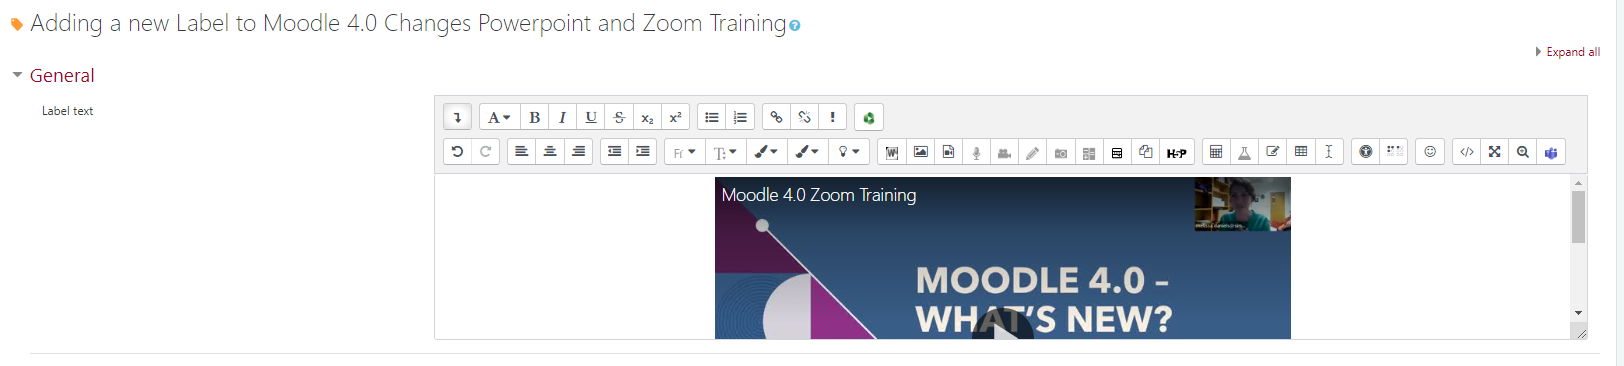 Adding a new Label to Moodle 4.0 Changes Powerpoint and Zoom Training
Expand all
General
Label text
A B I U S x₂ x²
Ff T W H-P
Moodle 4.0 Zoom Training
MOODLE 4.0 –
WHAT'S NEW?